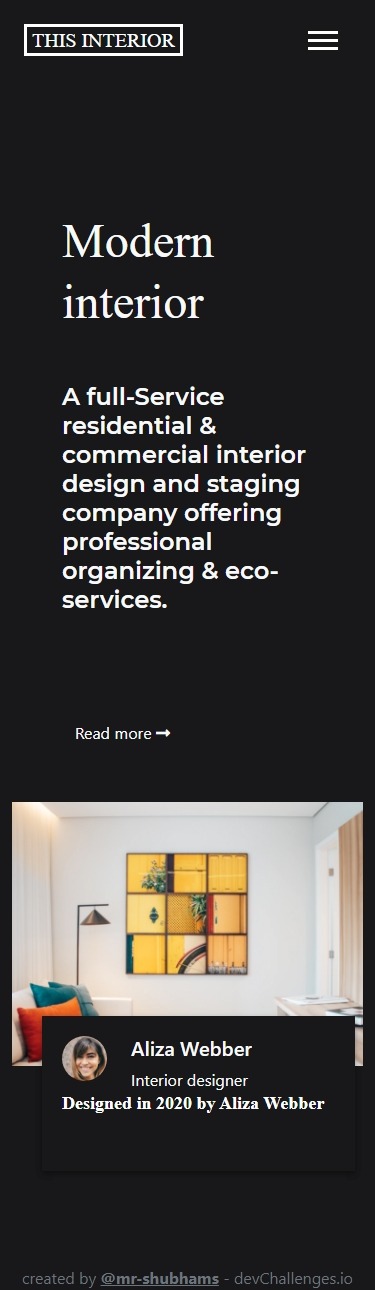 THIS INTERIOR
Modern
interior
A full-Service
residential &
commercial interior
design and staging
company offering
professional
organizing & eco-
services.
Read more
Aliza Webber
Interior designer
Designed in 2020 by Aliza Webber
created by @mr-shubhams - devChallenges.io